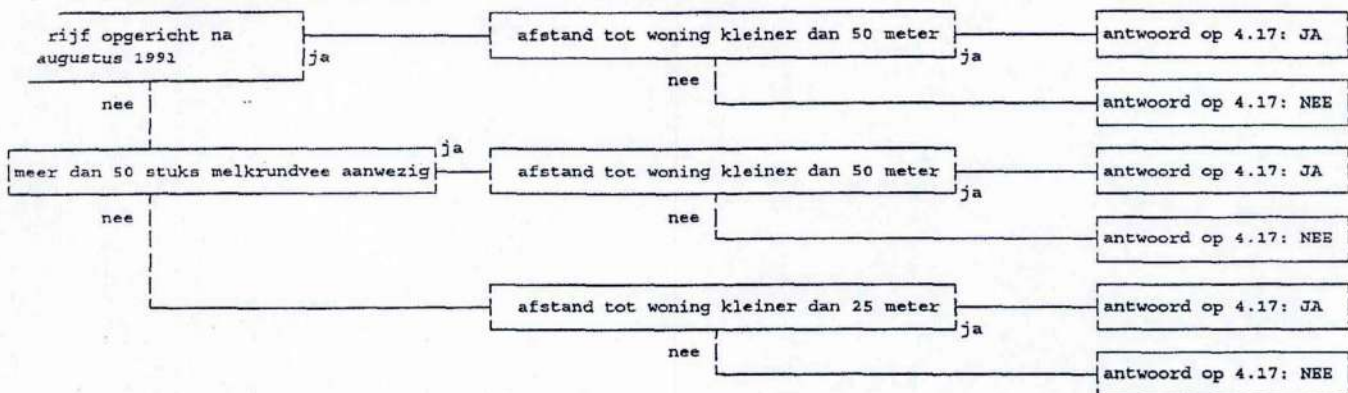 rijf opgericht na
augustus 1991
ja
afstand tot woning kleiner dan 50 meter
ja
antwoord op 4.17: JA
nee
nee
antwoord op 4.17: NEE
meer dan 50 stuks melkrundvee aanwezig
ja
afstand tot woning kleiner dan 50 meter
ja
antwoord op 4.17: JA
nee
nee
antwoord op 4.17: NEE
afstand tot woning kleiner dan 25 meter
ja
antwoord op 4.17: JA
nee
antwoord op 4.17: NEE